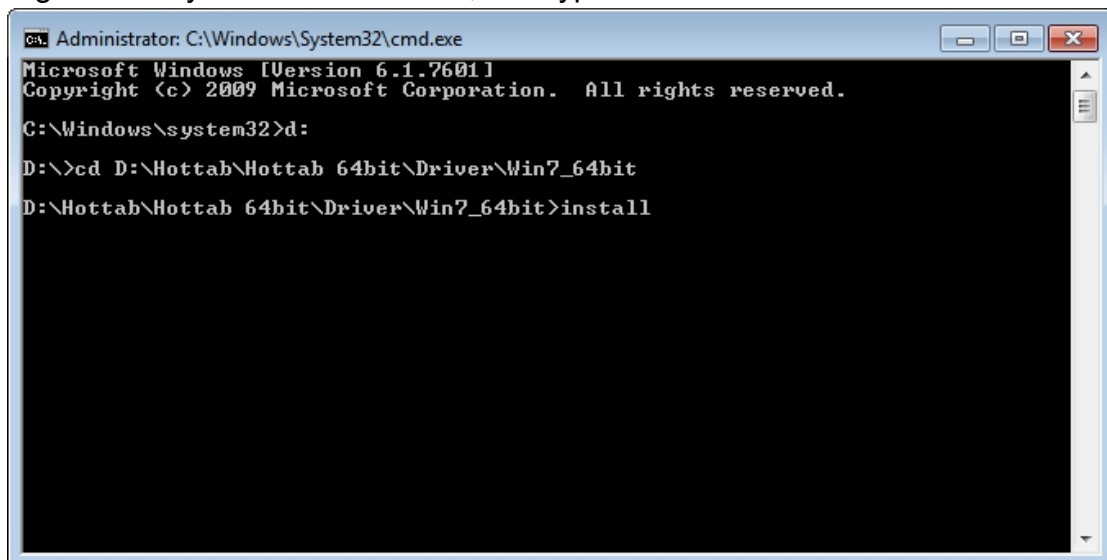 Administrator: C:\Windows\System32\cmd.exe
Microsoft Windows [Version 6.1.7601]
Copyright (c) 2009 Microsoft Corporation.  All rights reserved.
C:\Windows\system32>d:
D:\>cd D:\Hottab\Hottab 64bit\Driver\Win7_64bit
D:\Hottab\Hottab 64bit\Driver\Win7_64bit>install